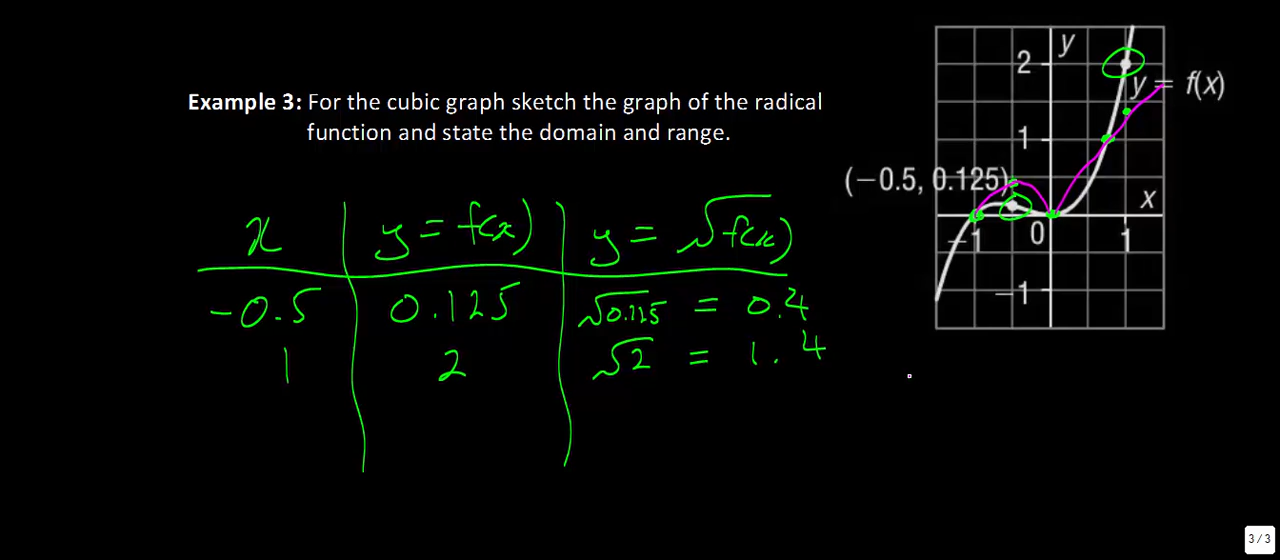 Example 3: For the cubic graph sketch the graph of the radical
function and state the domain and range.
x y = f(x) y = √f(x)
-0.5 0.125 √0.125 = 0.4
1 2 √2 = 1.4
y
2
y = f(x)
1
(−0.5, 0.125)
x
−1 0 1
−1
3 / 3